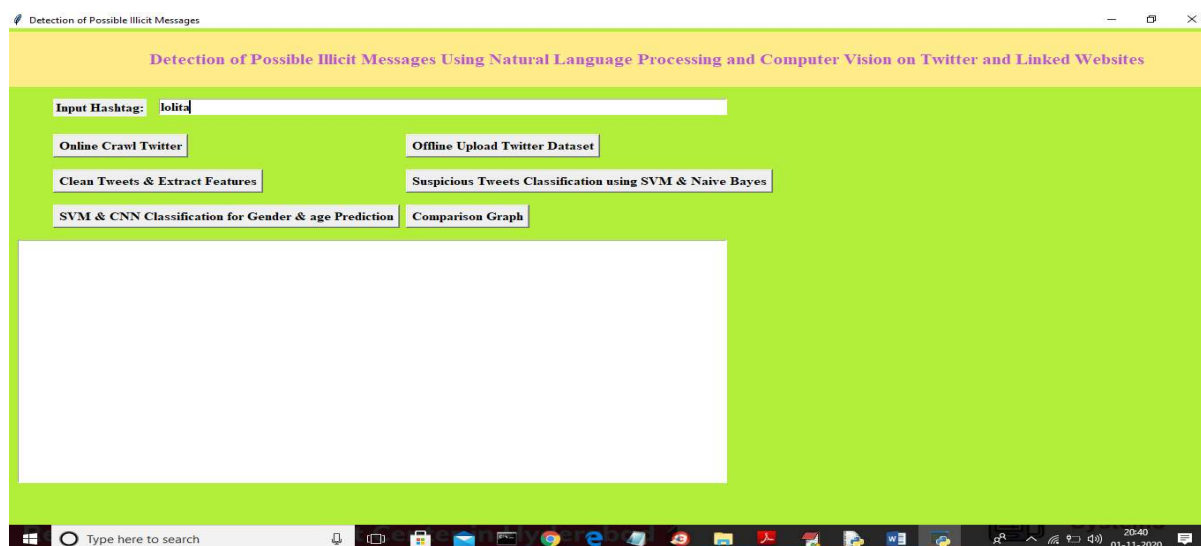 Detection of Possible Illicit Messages
Detection of Possible Illicit Messages Using Natural Language Processing and Computer Vision on Twitter and Linked Websites
Input Hashtag: lolita
Online Crawl Twitter Offline Upload Twitter Dataset
Clean Tweets & Extract Features Suspicious Tweets Classification using SVM & Naive Bayes
SVM & CNN Classification for Gender & age Prediction Comparison Graph
Type here to search
20:40
01-11-2020